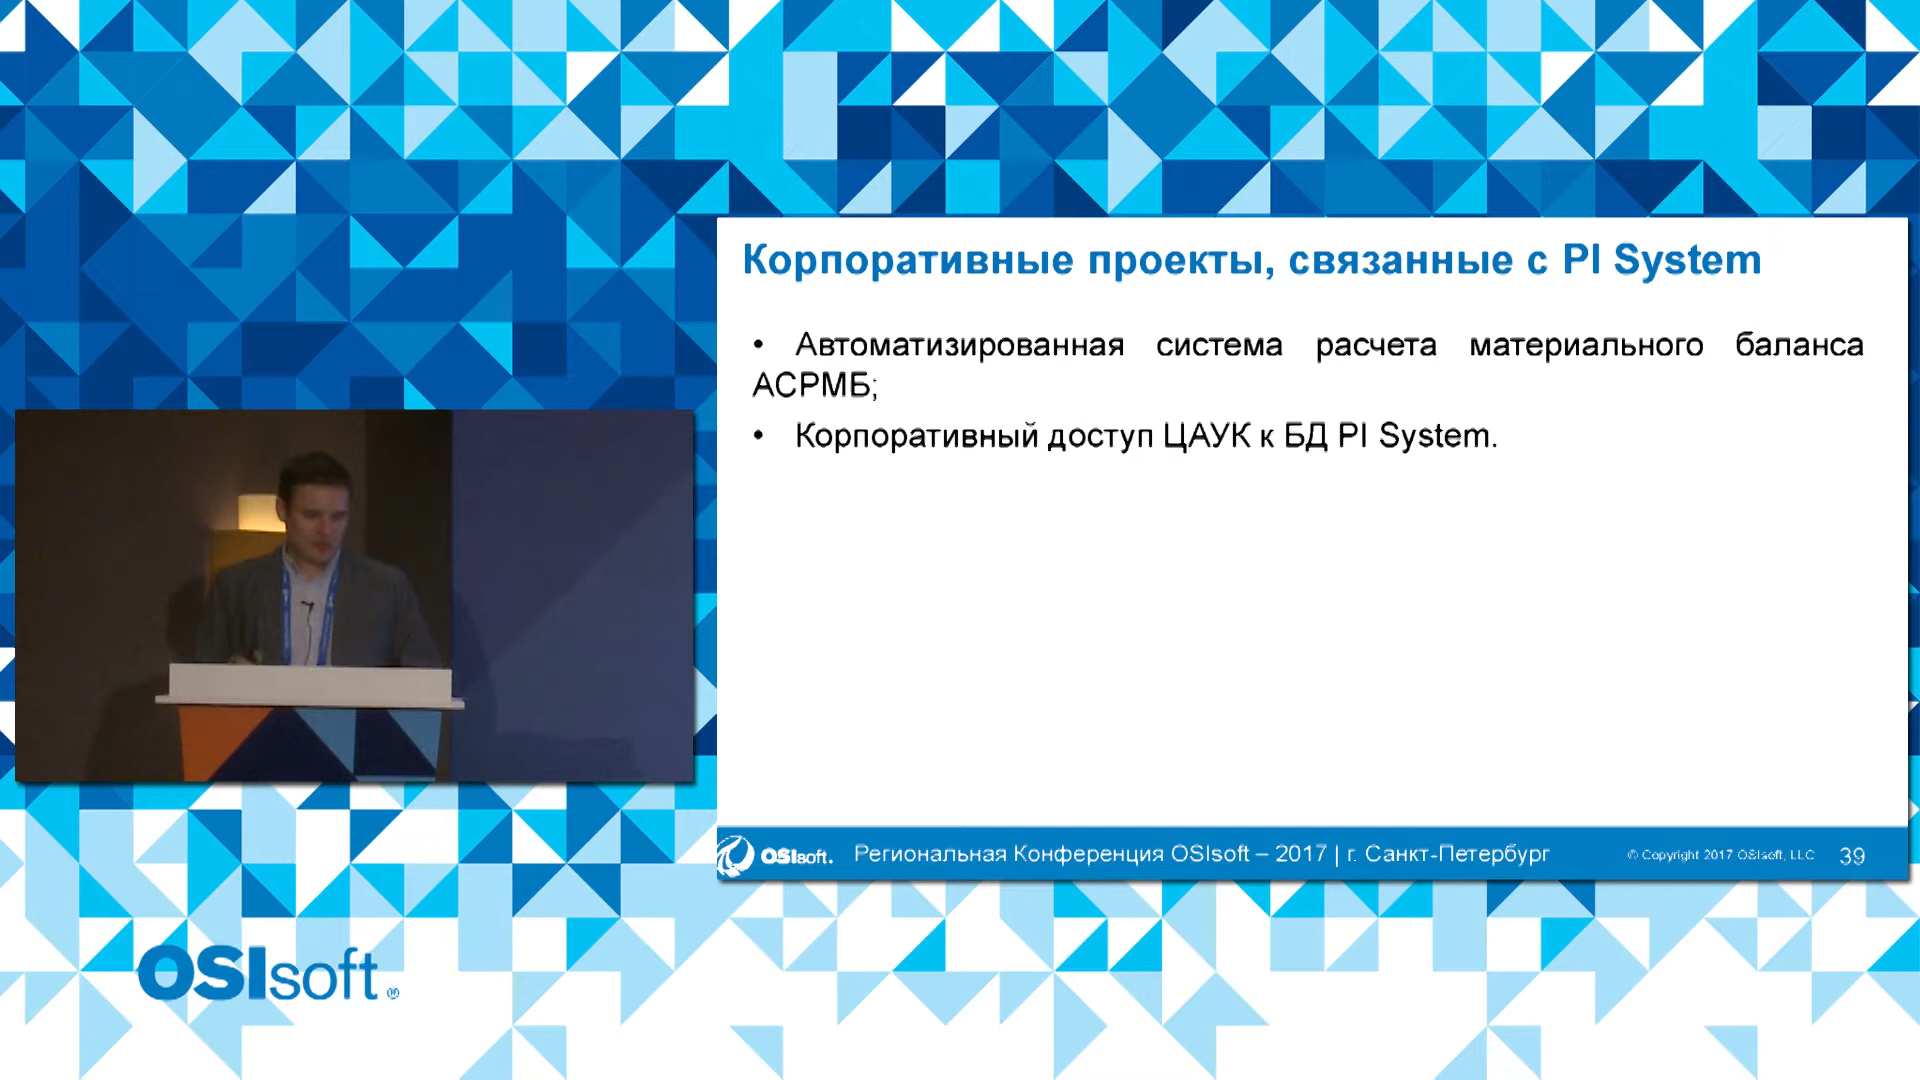 Корпоративные проекты, связанные с PI System
• Автоматизированная система расчета материального баланса
АСРМБ;
• Корпоративный доступ ЦАУК к БД PI System.
OSIsoft. Региональная Конференция OSIsoft – 2017 | г. Санкт-Петербург © Copyright 2017 OSIsoft, LLC 39
OSIsoft®